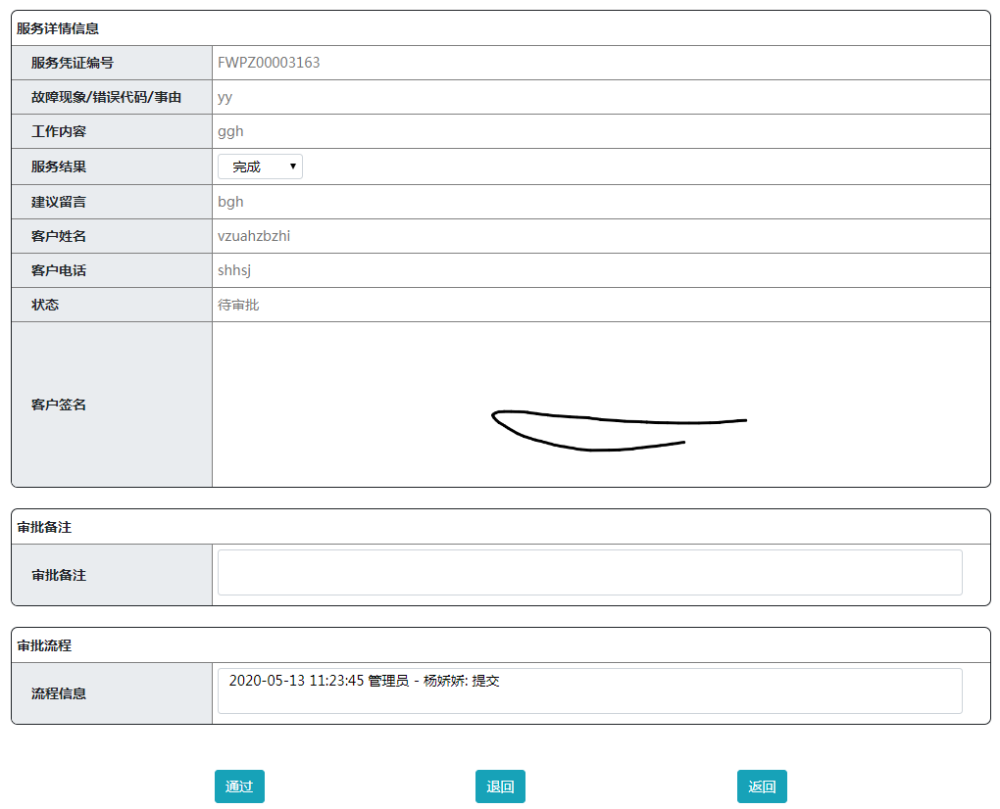 服务详情信息
服务凭证编号 FWPZ00003163
故障现象/错误代码/事由 yy
工作内容 ggh
服务结果 完成
建议留言 bgh
客户姓名 vzuahzbzhi
客户电话 shhsj
状态 待审批
客户签名
审批备注
审批备注
审批流程
流程信息 2020-05-13 11:23:45 管理员 - 杨娇娇: 提交
通过 退回 返回